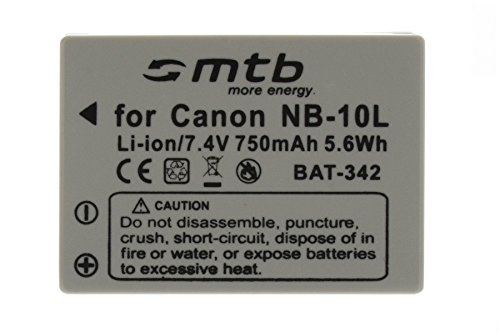 mtb
more energy.
for Canon NB-10L
Li-ion/7.4V 750mAh 5.6Wh
CE BAT-342
CAUTION
Do not disassemble, puncture,
crush, short-circuit, dispose of in
fire or water, or expose batteries
to excessive heat.